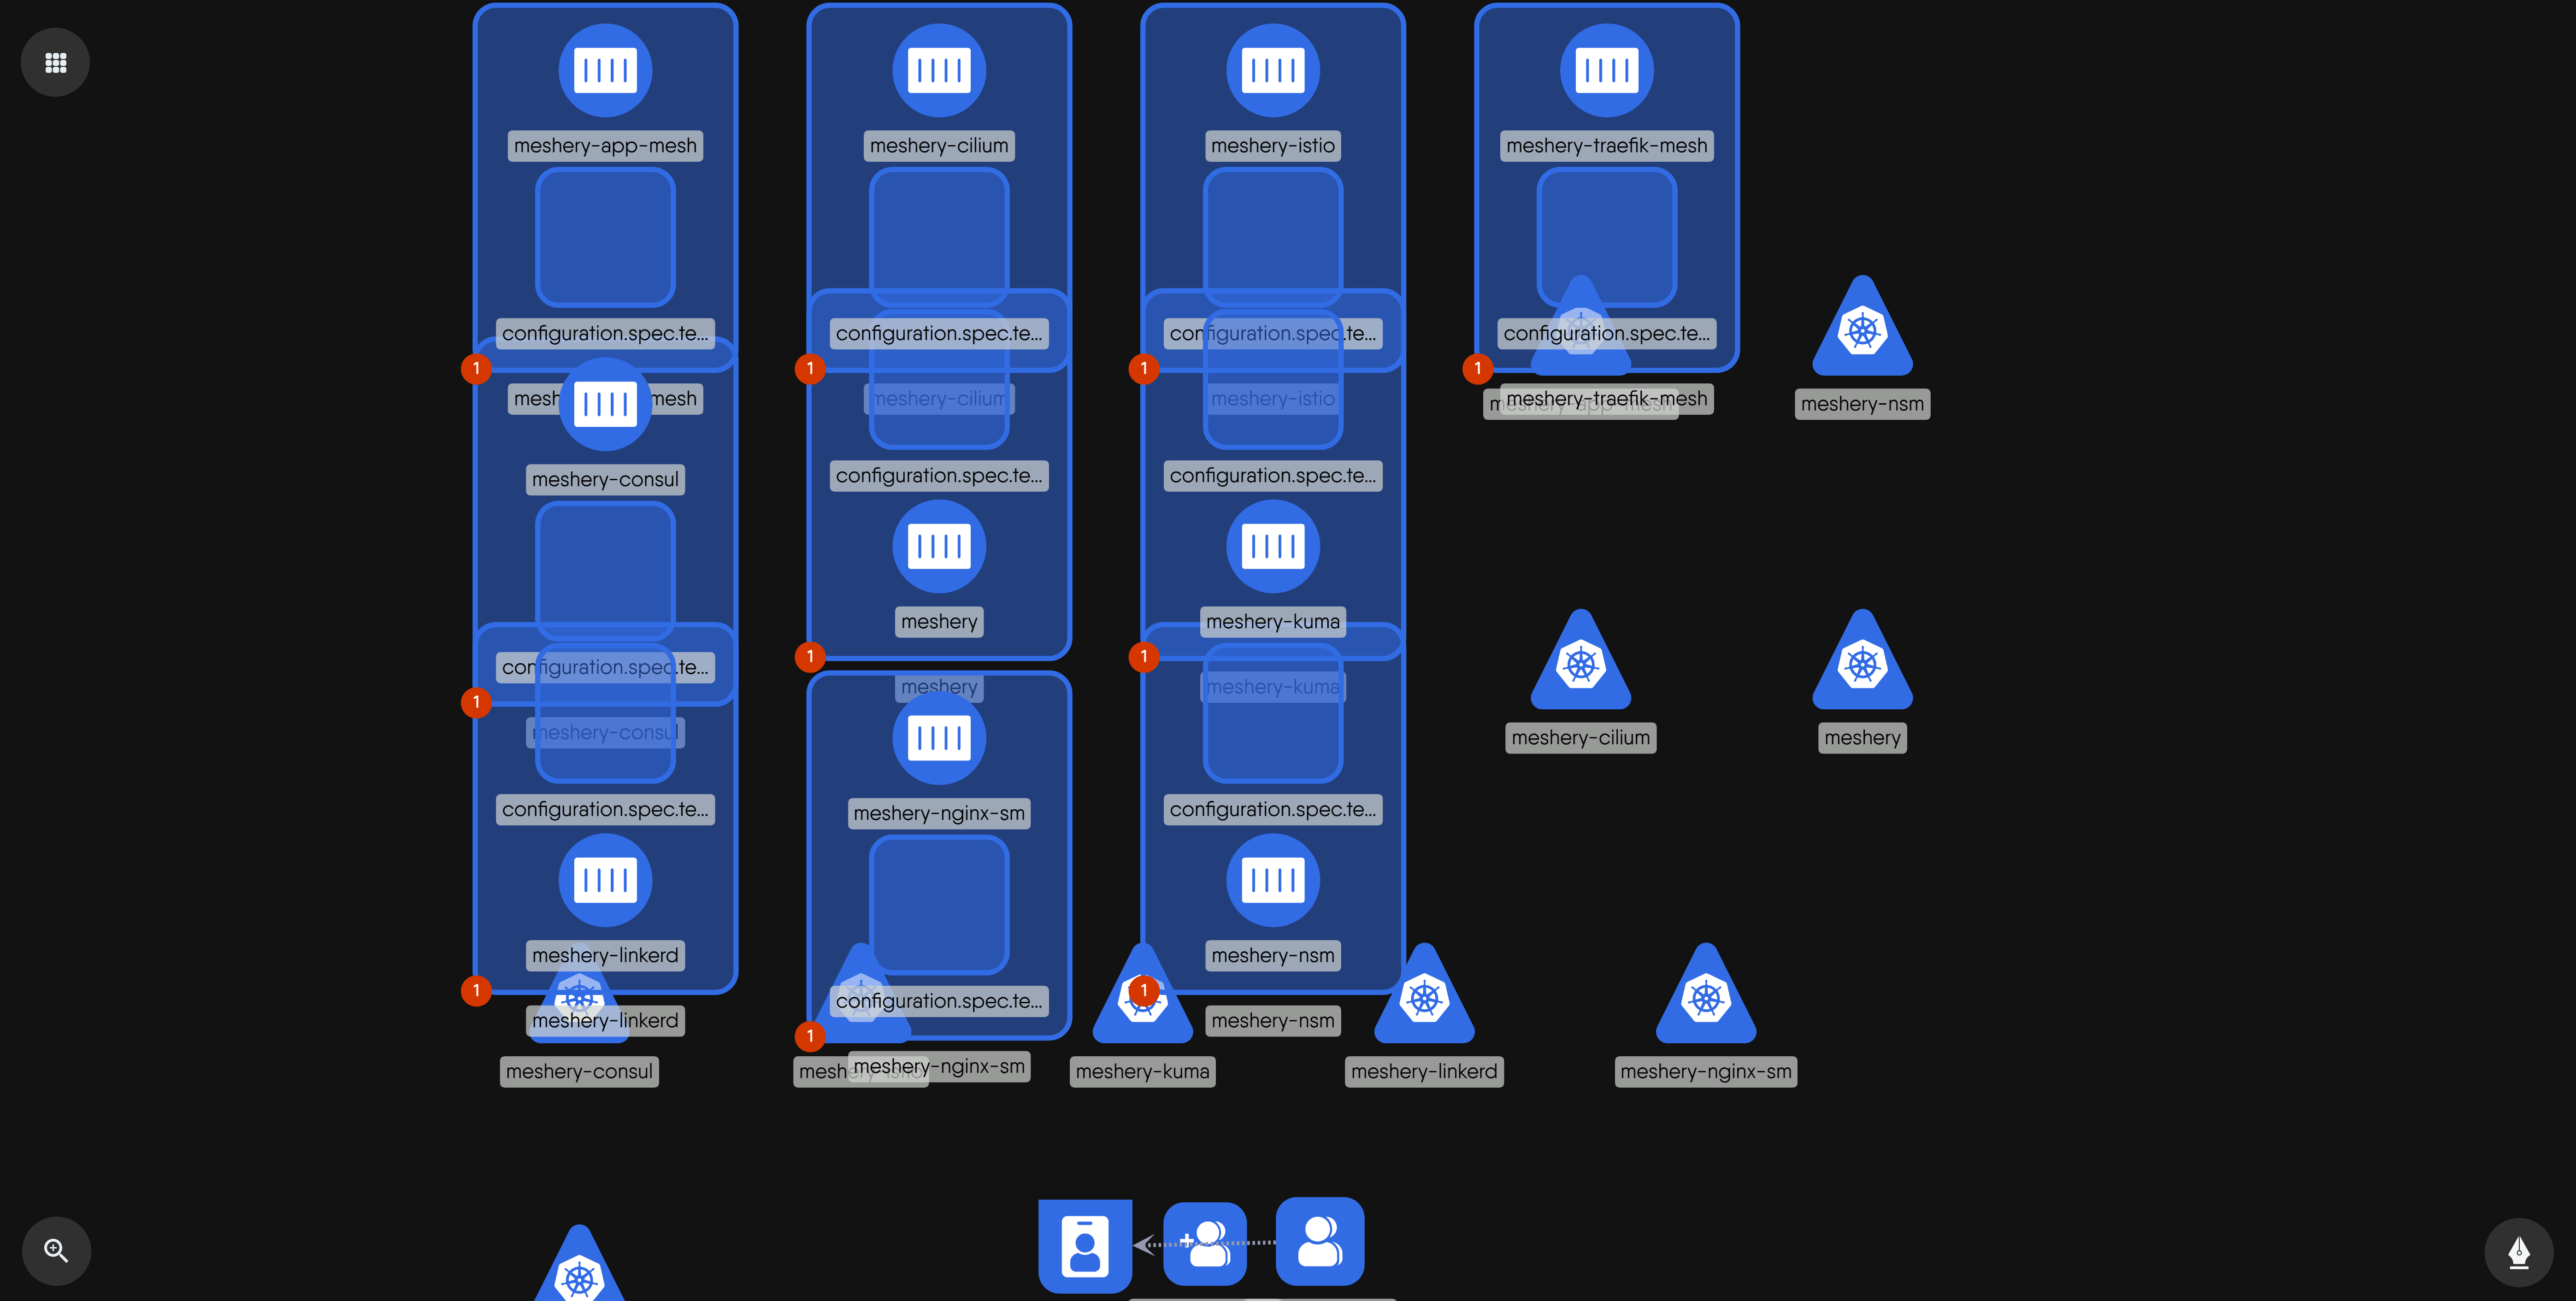 meshery-app-mesh
meshery-cilium
meshery-istio
meshery-traefik-mesh
configuration.spec.te...
configuration.spec.te...
configuration.spec.te...
configuration.spec.te...
1
1
1
1
mesh mesh
meshery-cilium
meshery-istio
meshery-traefik-mesh
meshery-app-mesh
meshery-nsm
meshery-consul
configuration.spec.te...
configuration.spec.te...
meshery
meshery-kuma
1
1
configuration.spec.te...
1
meshery
meshery-kuma
meshery-consul
meshery-cilium
meshery
configuration.spec.te...
meshery-nginx-sm
configuration.spec.te...
meshery-linkerd
meshery-nsm
1
1
configuration.spec.te...
meshery-linkerd
meshery-nsm
1
meshery-consul
meshery-istio
meshery-nginx-sm
meshery-kuma
meshery-linkerd
meshery-nginx-sm